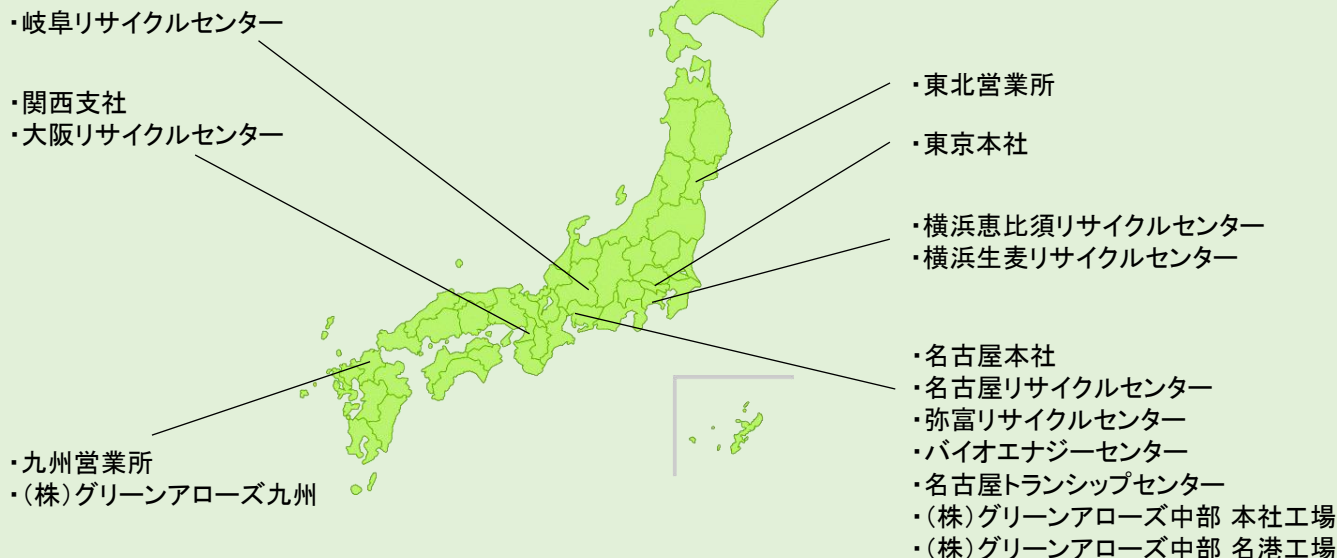 ・岐阜リサイクルセンター
・関西支社
・大阪リサイクルセンター
・九州営業所
・(株)グリーンアローズ九州
・東北営業所
・東京本社
・横浜恵比須リサイクルセンター
・横浜生麦リサイクルセンター
・名古屋本社
・名古屋リサイクルセンター
・弥富リサイクルセンター
・バイオエナジーセンター
・名古屋トランシップセンター
・(株)グリーンアローズ中部 本社工場
・(株)グリーンアローズ中部 名港工場